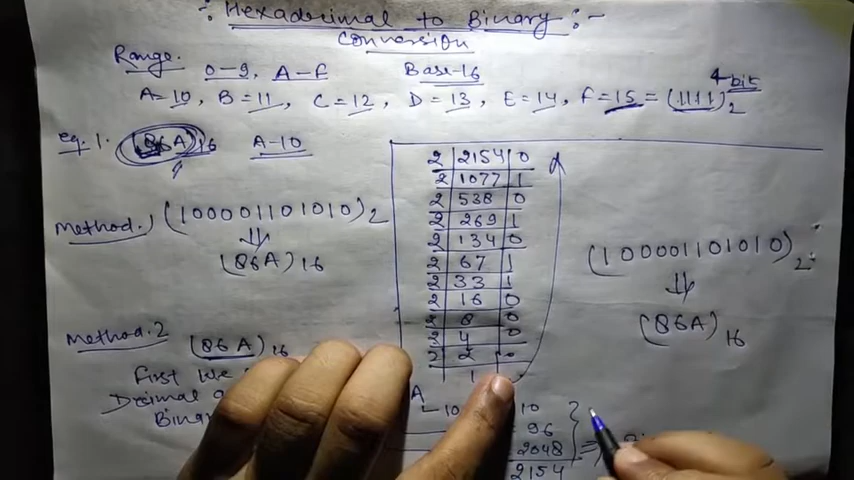 :- Hexadecimal to Binary :-
Conversion
Range. 0-9, A-F Base-16
4 bit
A=10, B=11, C=12, D=13, E=14, F=15=(1111)2
eg.1. (86A)16 A-10
Method.1 (100001101010)2
⇓
(86A)16
Method.2 (86A)16
First We
Decimal
Binary
2 | 2154 | 0
2 | 1077 | 1
2 | 538 | 0
2 | 269 | 1
2 | 134 | 0
2 | 67 | 1
2 | 33 | 1
2 | 16 | 0
2 | 8 | 0
2 | 4 | 0
2 | 2 | 0
1
(100001101010)2
⇓
(86A)16
A
10 10
96
2048 ⇒
2154